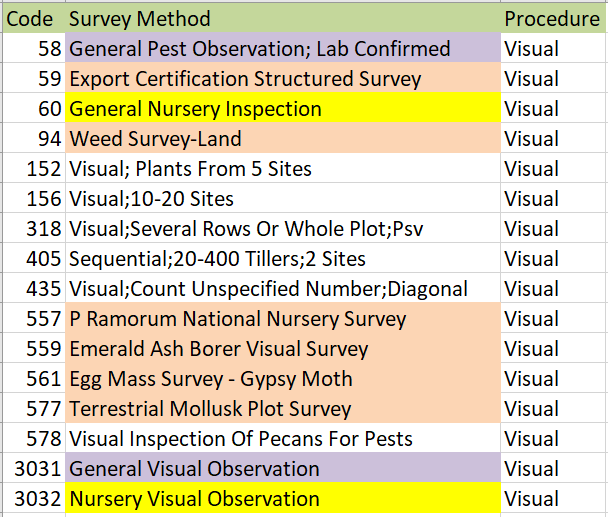 Code Survey Method Procedure
58 General Pest Observation; Lab Confirmed Visual
59 Export Certification Structured Survey Visual
60 General Nursery Inspection Visual
94 Weed Survey-Land Visual
152 Visual; Plants From 5 Sites Visual
156 Visual;10-20 Sites Visual
318 Visual;Several Rows Or Whole Plot;Psv Visual
405 Sequential;20-400 Tillers;2 Sites Visual
435 Visual;Count Unspecified Number;Diagonal Visual
557 P Ramorum National Nursery Survey Visual
559 Emerald Ash Borer Visual Survey Visual
561 Egg Mass Survey - Gypsy Moth Visual
577 Terrestrial Mollusk Plot Survey Visual
578 Visual Inspection Of Pecans For Pests Visual
3031 General Visual Observation Visual
3032 Nursery Visual Observation Visual